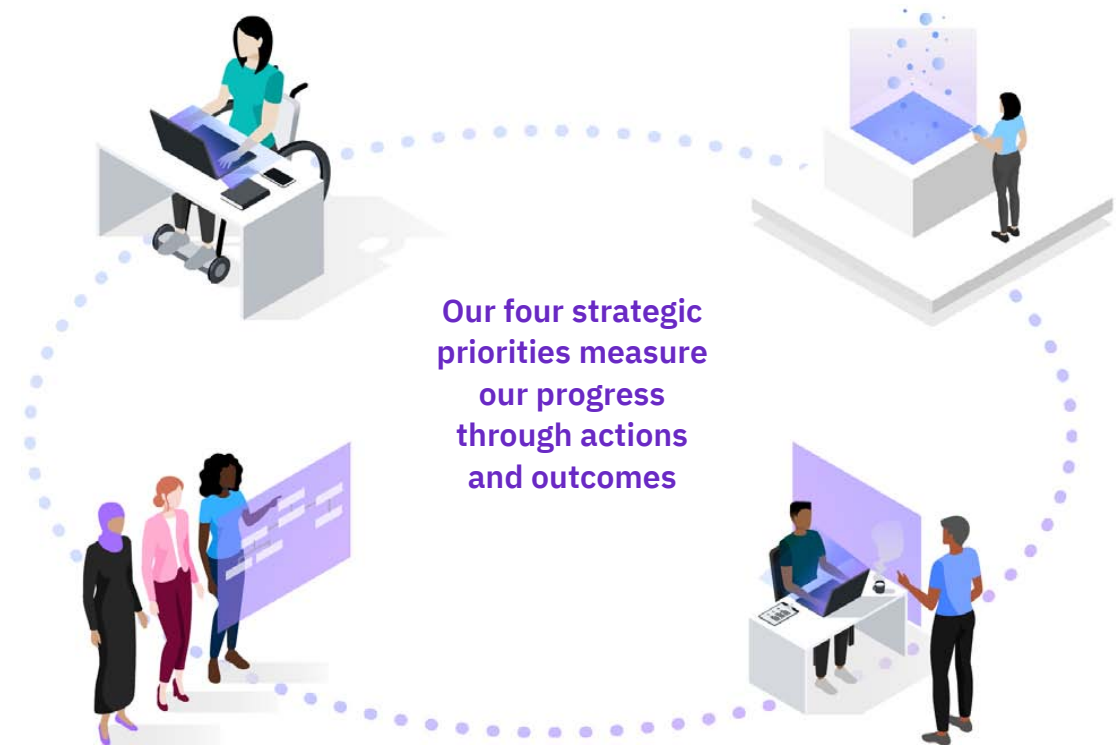 Our four strategic
priorities measure
our progress
through actions
and outcomes